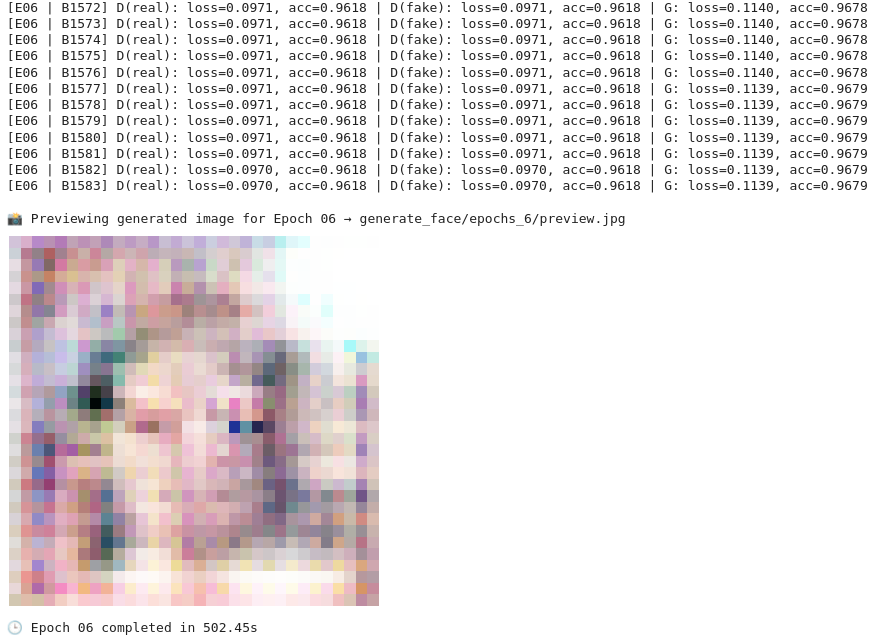 [E06 | B1572] D(real): loss=0.0971, acc=0.9618 | D(fake): loss=0.0971, acc=0.9618 | G: loss=0.1140, acc=0.9678
[E06 | B1573] D(real): loss=0.0971, acc=0.9618 | D(fake): loss=0.0971, acc=0.9618 | G: loss=0.1140, acc=0.9678
[E06 | B1574] D(real): loss=0.0971, acc=0.9618 | D(fake): loss=0.0971, acc=0.9618 | G: loss=0.1140, acc=0.9678
[E06 | B1575] D(real): loss=0.0971, acc=0.9618 | D(fake): loss=0.0971, acc=0.9618 | G: loss=0.1140, acc=0.9678
[E06 | B1576] D(real): loss=0.0971, acc=0.9618 | D(fake): loss=0.0971, acc=0.9618 | G: loss=0.1140, acc=0.9678
[E06 | B1577] D(real): loss=0.0971, acc=0.9618 | D(fake): loss=0.0971, acc=0.9618 | G: loss=0.1139, acc=0.9679
[E06 | B1578] D(real): loss=0.0971, acc=0.9618 | D(fake): loss=0.0971, acc=0.9618 | G: loss=0.1139, acc=0.9679
[E06 | B1579] D(real): loss=0.0971, acc=0.9618 | D(fake): loss=0.0971, acc=0.9618 | G: loss=0.1139, acc=0.9679
[E06 | B1580] D(real): loss=0.0971, acc=0.9618 | D(fake): loss=0.0971, acc=0.9618 | G: loss=0.1139, acc=0.9679
[E06 | B1581] D(real): loss=0.0971, acc=0.9618 | D(fake): loss=0.0971, acc=0.9618 | G: loss=0.1139, acc=0.9679
[E06 | B1582] D(real): loss=0.0970, acc=0.9618 | D(fake): loss=0.0970, acc=0.9618 | G: loss=0.1139, acc=0.9679
[E06 | B1583] D(real): loss=0.0970, acc=0.9618 | D(fake): loss=0.0970, acc=0.9618 | G: loss=0.1139, acc=0.9679
📸 Previewing generated image for Epoch 06 → generate_face/epochs_6/preview.jpg
🕒 Epoch 06 completed in 502.45s